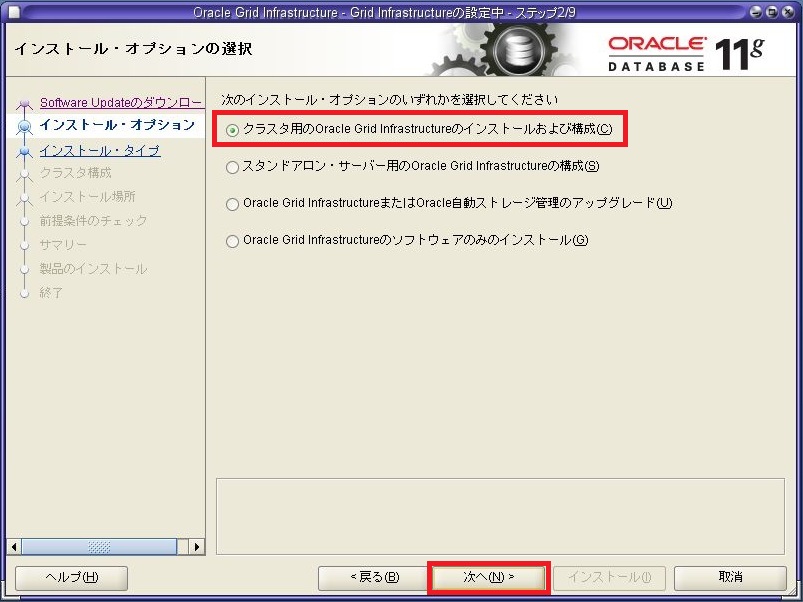 Oracle Grid Infrastructure - Grid Infrastructureの設定中 - ステップ2/9
インストール・オプションの選択
ORACLE
DATABASE 11g
Software Updateのダウンロー
インストール・オプション
インストール・タイプ
クラスタ構成
インストール場所
前提条件のチェック
サマリー
製品のインストール
終了
次のインストール・オプションのいずれかを選択してください
クラスタ用のOracle Grid Infrastructureのインストールおよび構成(C)
スタンドアロン・サーバー用のOracle Grid Infrastructureの構成(S)
Oracle Grid InfrastructureまたはOracle自動ストレージ管理のアップグレード(U)
Oracle Grid Infrastructureのソフトウェアのみのインストール(G)
ヘルプ(H)
< 戻る(B)
次へ(N) >
インストール(I)
取消